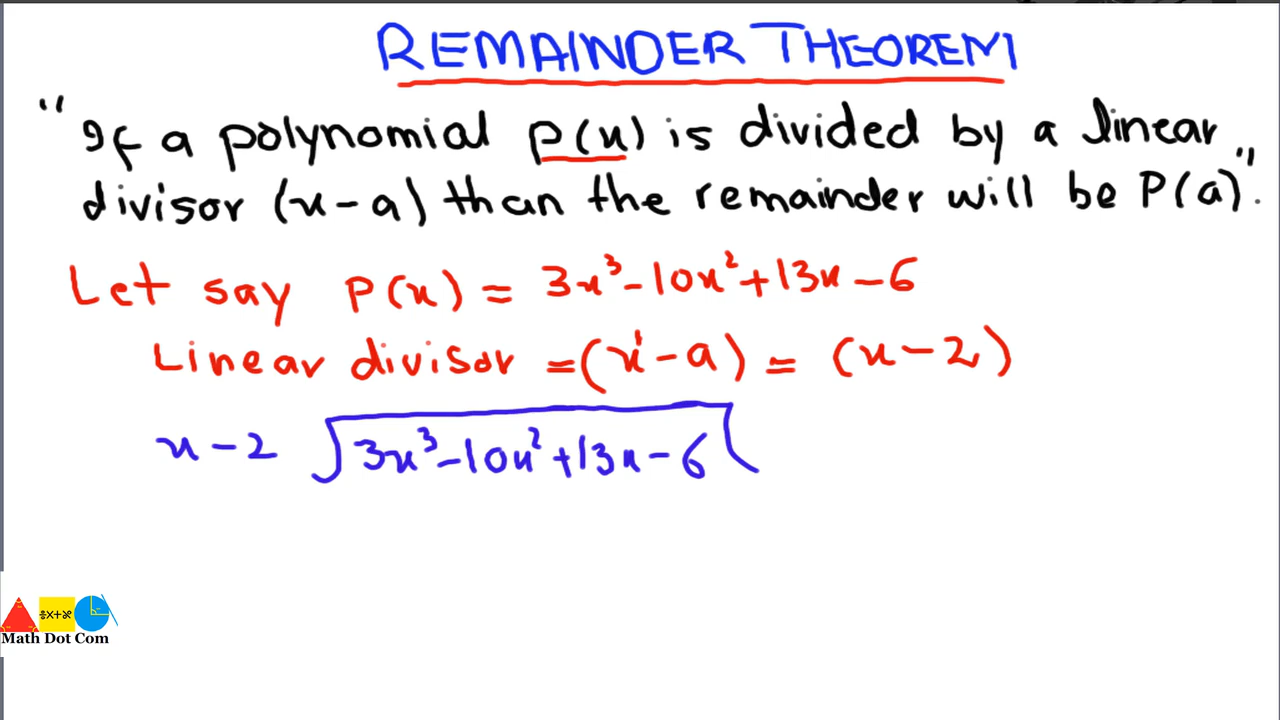 REMAINDER THEOREM
"If a polynomial p(x) is divided by a linear
divisor (x-a) than the remainder will be P(a)".
Let say P(x) = 3x³-10x²+13x-6
Linear divisor =(x¹-a) = (x-2)
x-2 √3x³-10x²+13x-6(
÷×+
Math Dot Com